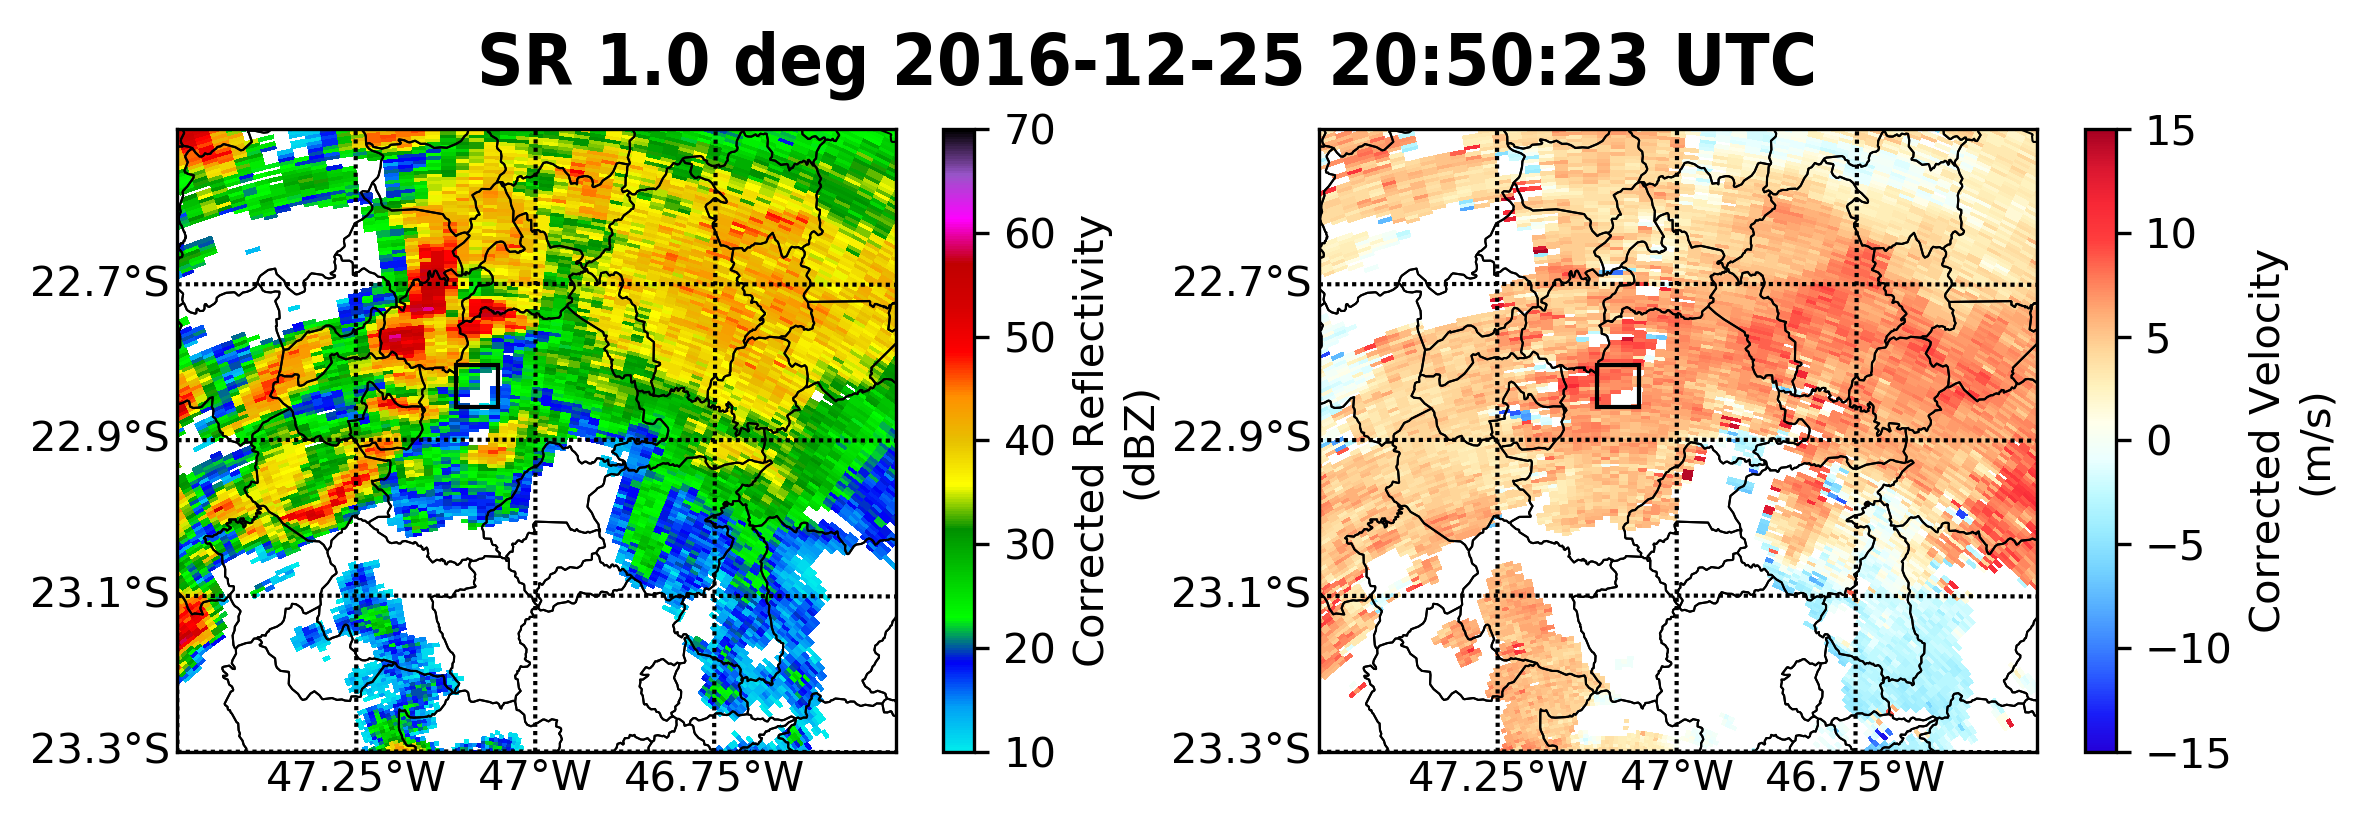 SR 1.0 deg 2016-12-25 20:50:23 UTC
22.7°S
22.9°S
23.1°S
23.3°S
47.25°W
47°W
46.75°W
70
60
50
40
30
20
10
Corrected Reflectivity
(dBZ)
22.7°S
22.9°S
23.1°S
23.3°S
47.25°W
47°W
46.75°W
15
10
5
0
−5
−10
−15
Corrected Velocity
(m/s)